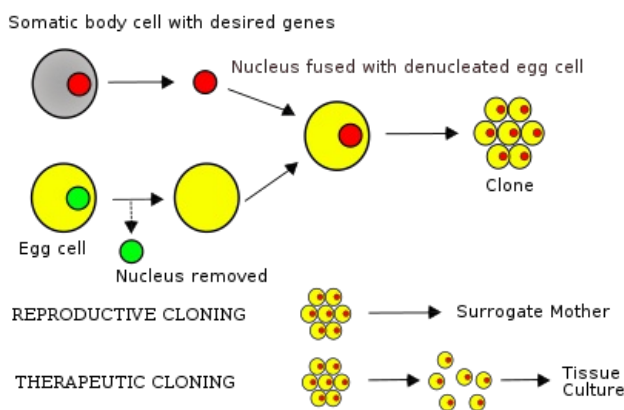 Somatic body cell with desired genes
Nucleus fused with denucleated egg cell
Clone
Egg cell
Nucleus removed
REPRODUCTIVE CLONING
Surrogate Mother
THERAPEUTIC CLONING
Tissue
Culture